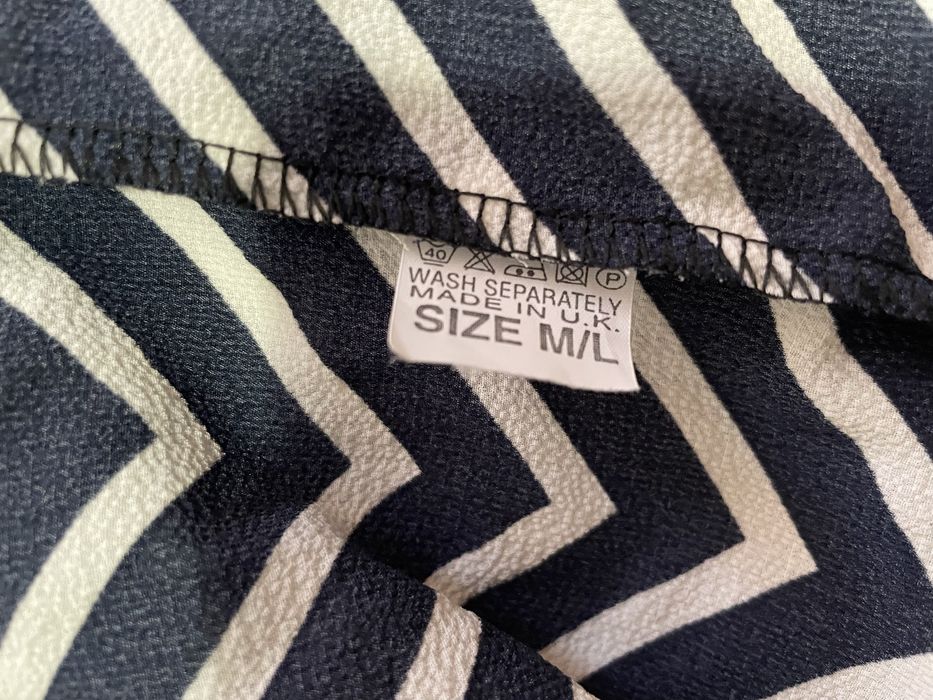 40 P
WASH SEPARATELY
MADE IN U.K.
SIZE M/L